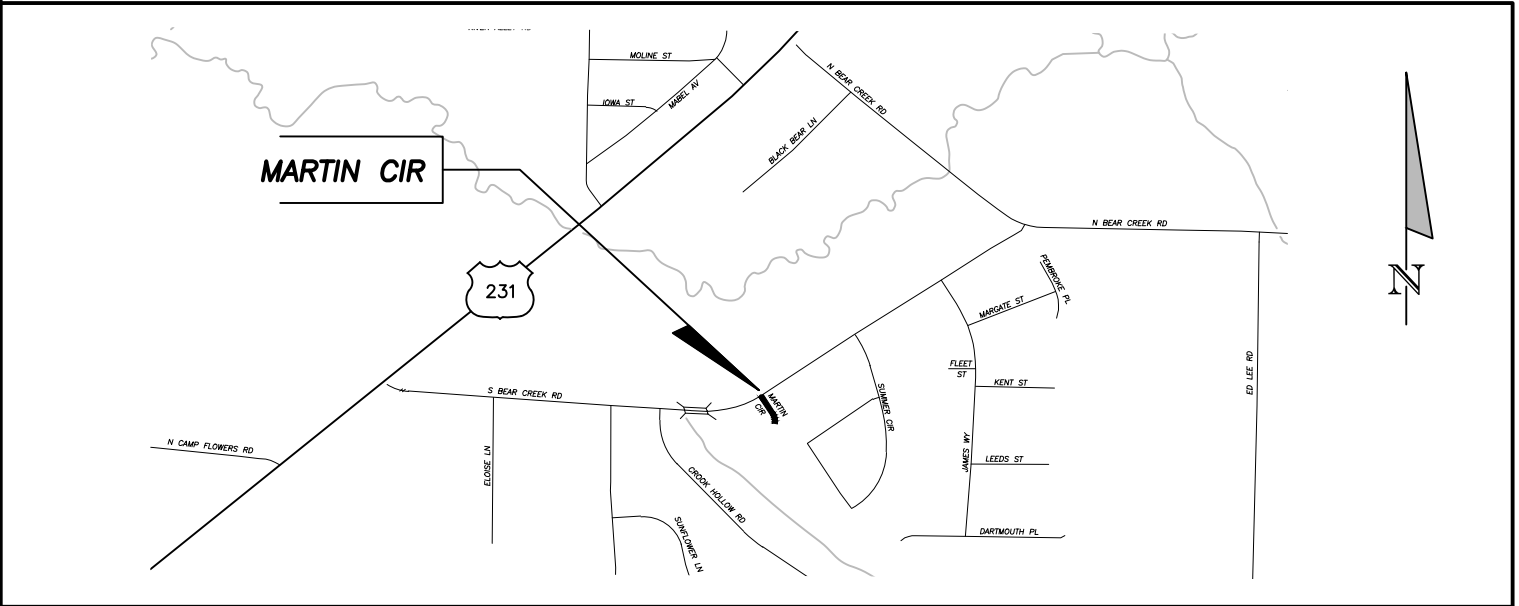 MOLINE ST
IOWA ST
MABEL AV
N BEAR CREEK RD
BLACK BEAR LN
MARTIN CIR
N BEAR CREEK RD
231
PEMBROKE PL
MARGATE ST
N
FLEET
ST
KENT ST
ED LEE RD
S BEAR CREEK RD
MARTIN
CIR
SUMMER CIR
N CAMP FLOWERS RD
ELOISE LN
JAMES WY
LEEDS ST
CROOK HOLLOW RD
SUNFLOWER LN
DARTMOUTH PL